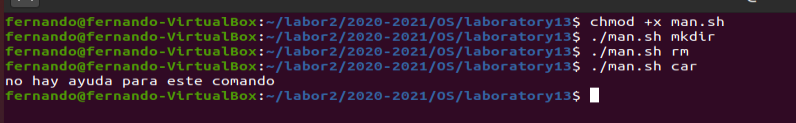 fernando@fernando-VirtualBox:~/labor2/2020-2021/OS/laboratory13$ chmod +x man.sh
fernando@fernando-VirtualBox:~/labor2/2020-2021/OS/laboratory13$ ./man.sh mkdir
fernando@fernando-VirtualBox:~/labor2/2020-2021/OS/laboratory13$ ./man.sh rm
fernando@fernando-VirtualBox:~/labor2/2020-2021/OS/laboratory13$ ./man.sh car
no hay ayuda para este comando
fernando@fernando-VirtualBox:~/labor2/2020-2021/OS/laboratory13$